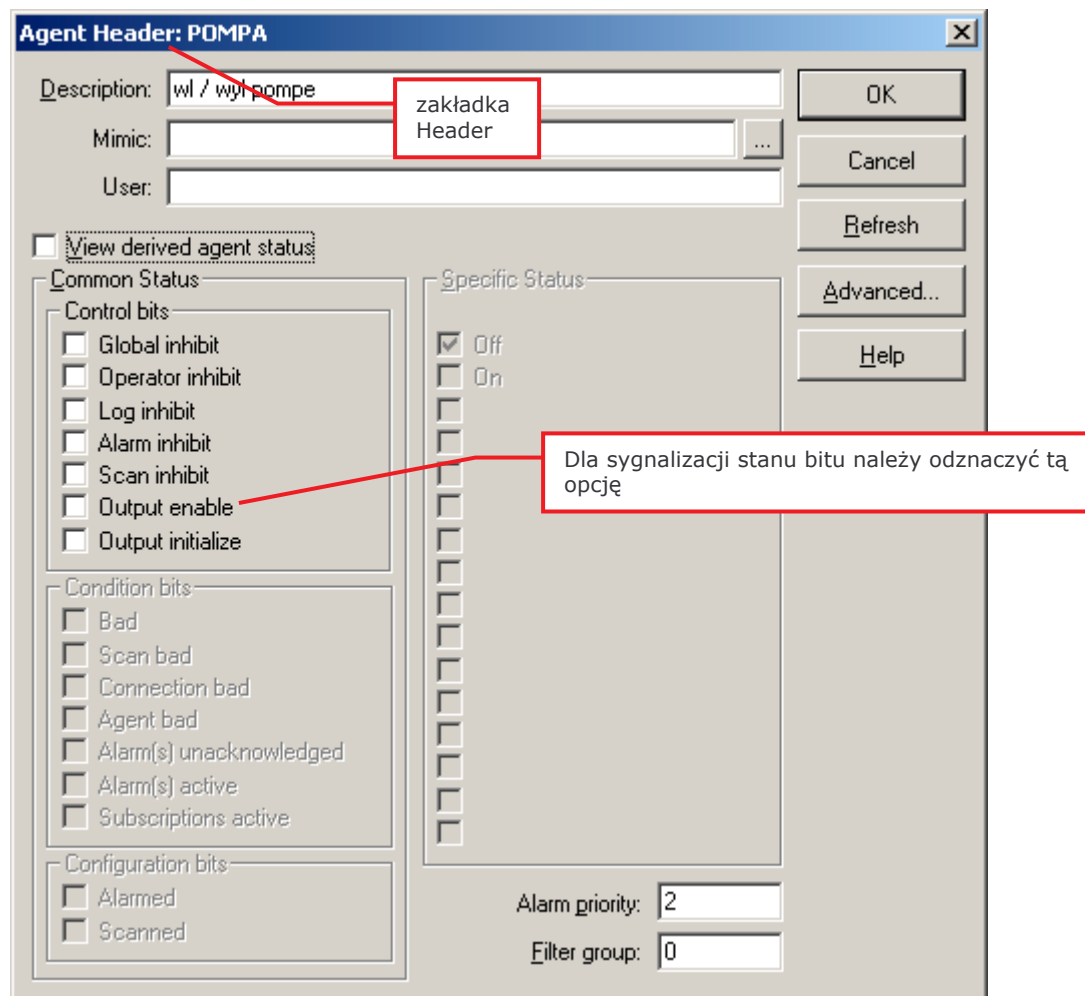 Agent Header: POMPA
Description: wl / wył pompe
zakładka
Header
OK
Mimic:
...
Cancel
User:
Refresh
View derived agent status
Common Status
Specific Status
Advanced...
Control bits
Global inhibit
Off
Help
Operator inhibit
On
Log inhibit
Alarm inhibit
Scan inhibit
Dla sygnalizacji stanu bitu należy odznaczyć tą
opcję
Output enable
Output initialize
Condition bits
Bad
Scan bad
Connection bad
Agent bad
Alarm(s) unacknowledged
Alarm(s) active
Subscriptions active
Configuration bits
Alarmed
Alarm priority: 2
Scanned
Filter group: 0